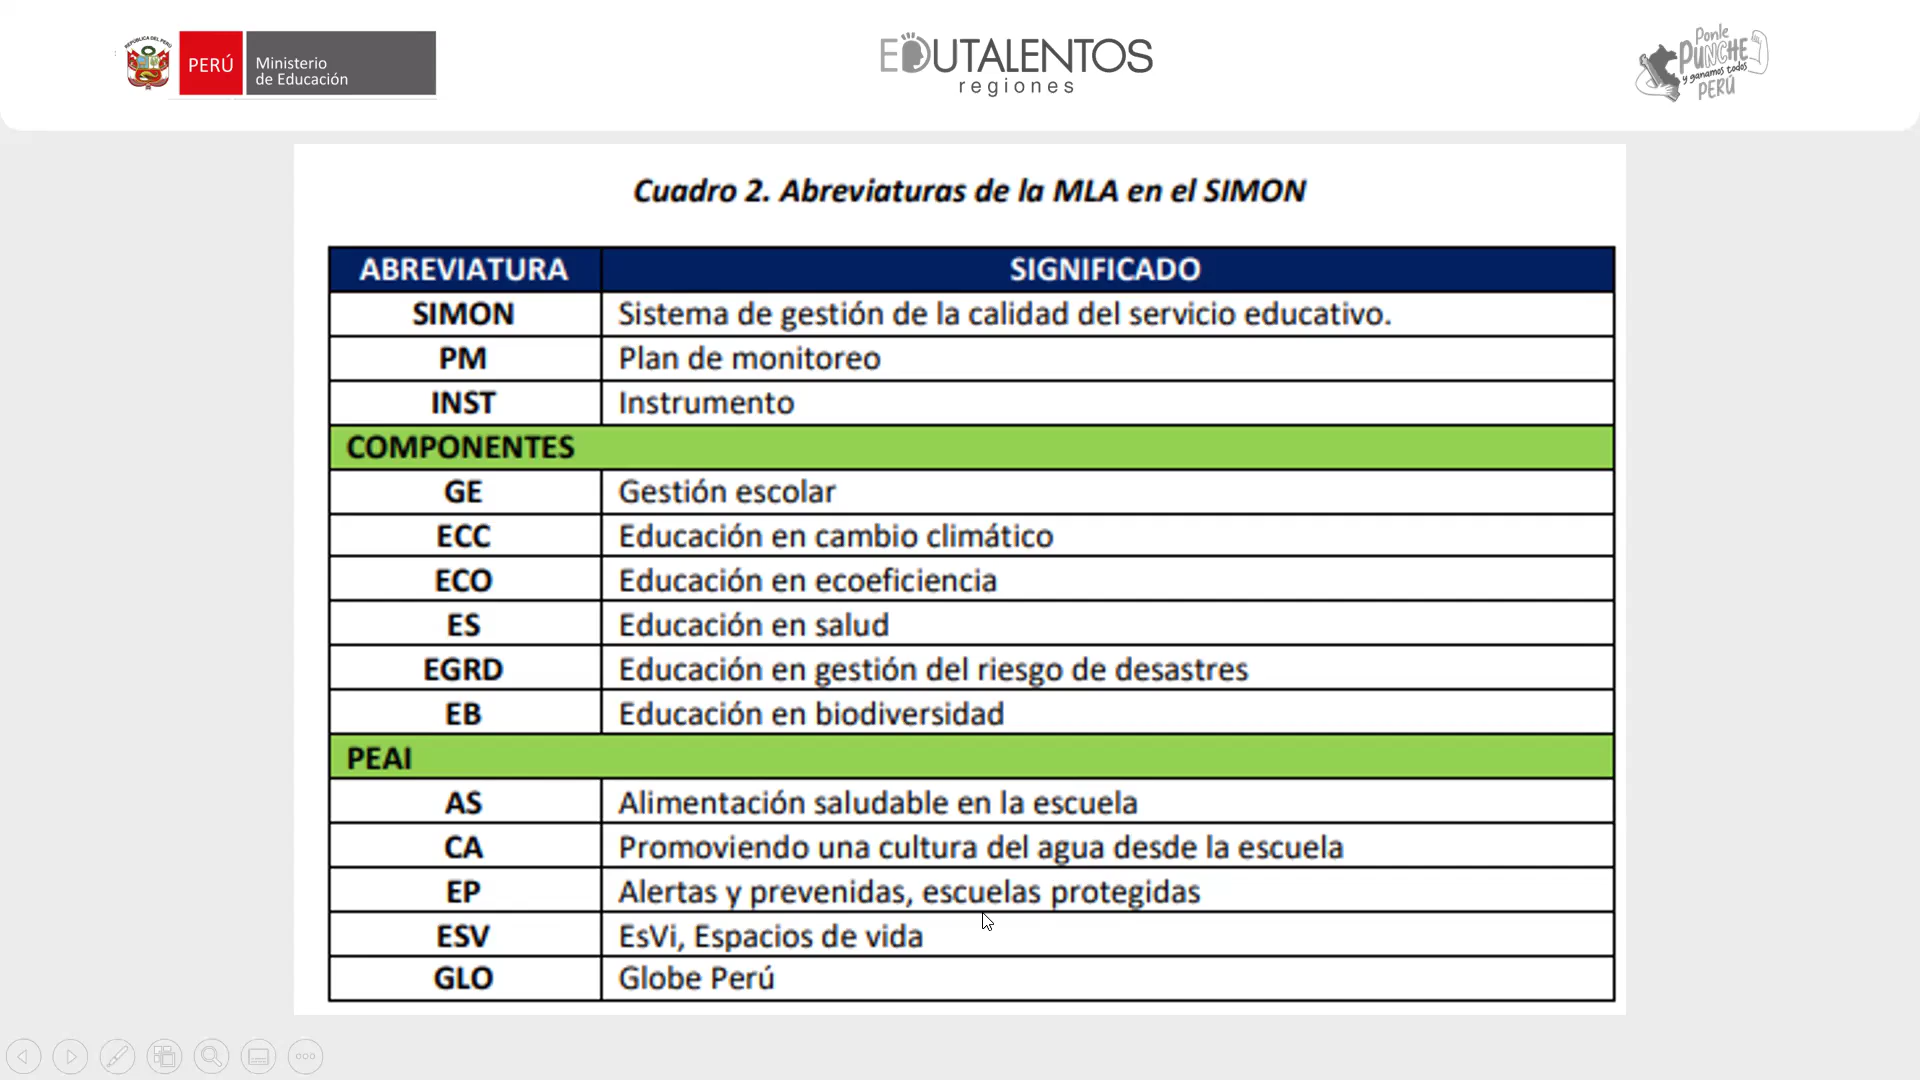 REPÚBLICA DEL PERÚ
PERÚ
Ministerio
de Educación
EDUTALENTOS
regiones
Ponle
PUNCHE
y ganamos todos
PERÚ
Cuadro 2. Abreviaturas de la MLA en el SIMON
ABREVIATURA SIGNIFICADO
SIMON Sistema de gestión de la calidad del servicio educativo.
PM Plan de monitoreo
INST Instrumento
COMPONENTES
GE Gestión escolar
ECC Educación en cambio climático
ECO Educación en ecoeficiencia
ES Educación en salud
EGRD Educación en gestión del riesgo de desastres
EB Educación en biodiversidad
PEAI
AS Alimentación saludable en la escuela
CA Promoviendo una cultura del agua desde la escuela
EP Alertas y prevenidas, escuelas protegidas
ESV EsVi, Espacios de vida
GLO Globe Perú